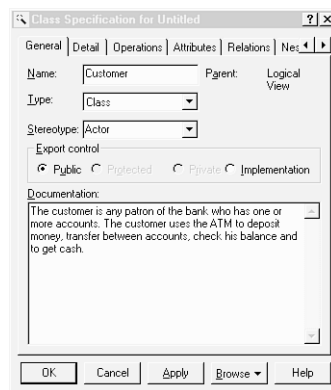 Class Specification for Untitled
General Detail Operations Attributes Relations Nes
Name: Customer Parent: Logical View
Type: Class
Stereotype: Actor
Export control
Public Protected Private Implementation
Documentation:
The customer is any patron of the bank who has one or
more accounts. The customer uses the ATM to deposit
money, transfer between accounts, check his balance and
to get cash.
OK Cancel Apply Browse Help